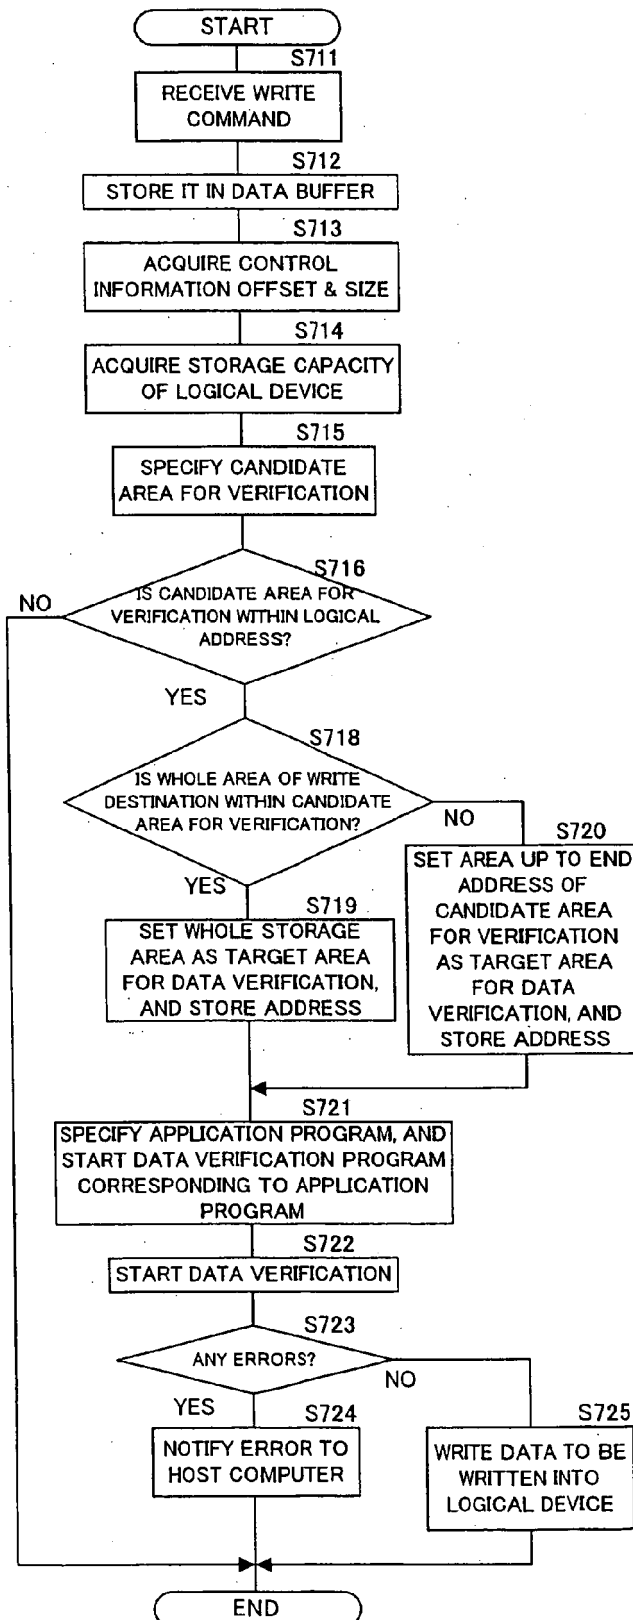 START
S711
RECEIVE WRITE
COMMAND
S712
STORE IT IN DATA BUFFER
S713
ACQUIRE CONTROL
INFORMATION OFFSET & SIZE
S714
ACQUIRE STORAGE CAPACITY
OF LOGICAL DEVICE
S715
SPECIFY CANDIDATE
AREA FOR VERIFICATION
S716
IS CANDIDATE AREA FOR
VERIFICATION WITHIN LOGICAL
ADDRESS?
NO
YES
S718
IS WHOLE AREA OF WRITE
DESTINATION WITHIN CANDIDATE
AREA FOR VERIFICATION?
NO
YES
S720
SET AREA UP TO END
ADDRESS OF
CANDIDATE AREA
FOR VERIFICATION
AS TARGET AREA
FOR DATA
VERIFICATION, AND
STORE ADDRESS
S719
SET WHOLE STORAGE
AREA AS TARGET AREA
FOR DATA VERIFICATION,
AND STORE ADDRESS
S721
SPECIFY APPLICATION PROGRAM, AND
START DATA VERIFICATION PROGRAM
CORRESPONDING TO APPLICATION
PROGRAM
S722
START DATA VERIFICATION
S723
ANY ERRORS?
NO
YES
S724
NOTIFY ERROR TO
HOST COMPUTER
S725
WRITE DATA TO BE
WRITTEN INTO
LOGICAL DEVICE
END